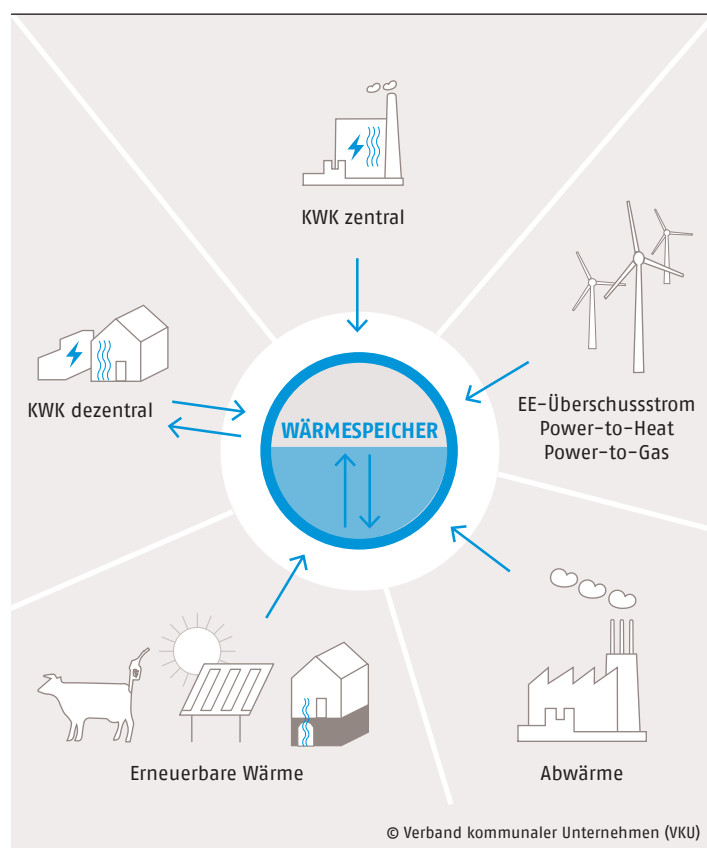 KWK zentral
KWK dezentral
EE-Überschussstrom
Power-to-Heat
Power-to-Gas
WÄRMESPEICHER
Erneuerbare Wärme
Abwärme
© Verband kommunaler Unternehmen (VKU)